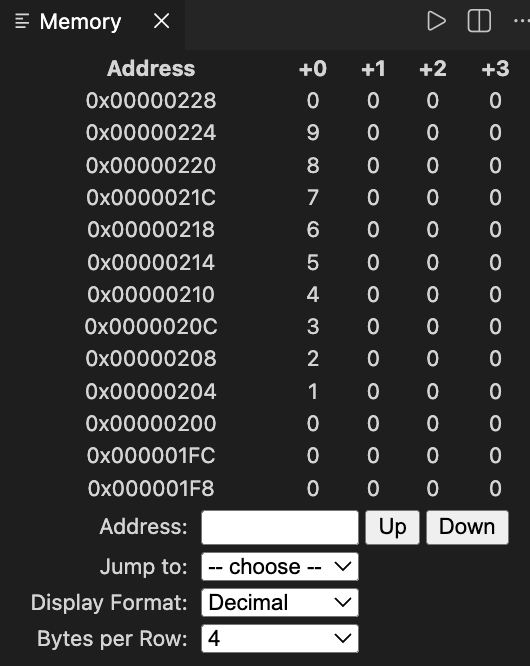 Memory
Address +0 +1 +2 +3
0x00000228 0 0 0 0
0x00000224 9 0 0 0
0x00000220 8 0 0 0
0x0000021C 7 0 0 0
0x00000218 6 0 0 0
0x00000214 5 0 0 0
0x00000210 4 0 0 0
0x0000020C 3 0 0 0
0x00000208 2 0 0 0
0x00000204 1 0 0 0
0x00000200 0 0 0 0
0x000001FC 0 0 0 0
0x000001F8 0 0 0 0
Address: Up Down
Jump to: -- choose --
Display Format: Decimal
Bytes per Row: 4